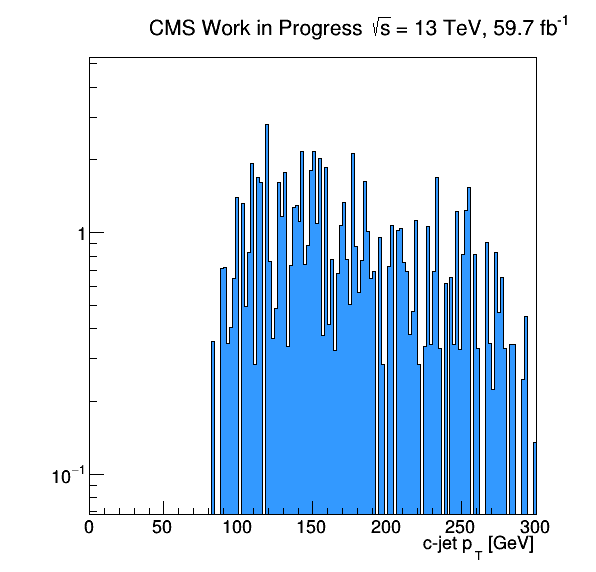 CMS Work in Progress √s = 13 TeV, 59.7 fb⁻¹
1
10⁻¹
0 50 100 150 200 250 300
c-jet p_T [GeV]